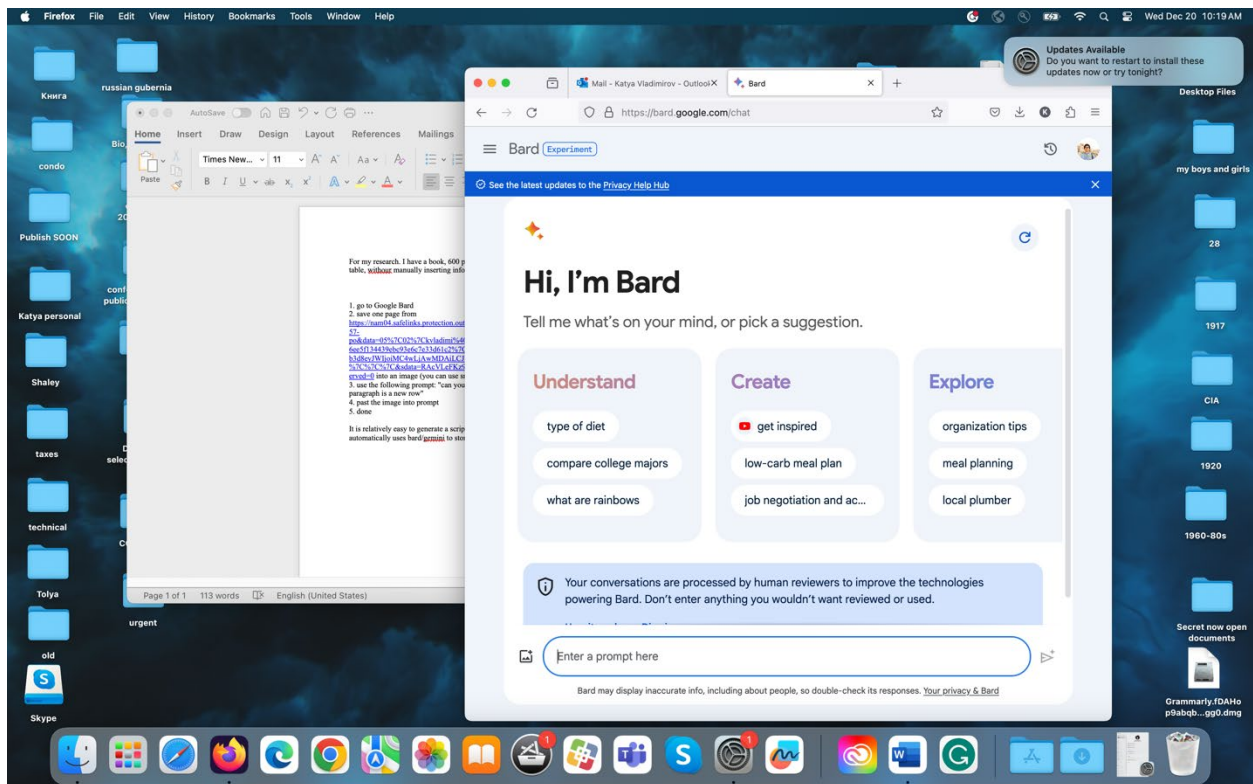 Firefox File Edit View History Bookmarks Tools Window Help
Wed Dec 20 10:19 AM
Updates Available
Do you want to restart to install these
updates now or try tonight?
Книга
russian gubernia
condo
Bio,
Publish SOON
Katya personal
Shaley
taxes
technical
Tolya
urgent
old
Skype
AutoSave
Home Insert Draw Design Layout References Mailings
Paste
Times New... 11
For my research. I have a book, 600 p
table, withour manually inserting info
1. go to Google Bard
2. save one page from
https://nam04.safelinks.protection.out
57-
erved=0 into an image (you can use
3. use the following prompt: "can you
paragraph is a new row"
4. past the image into prompt
5. done
It is relatively easy to generate a scrip
automatically uses bard/gemini to stor
Page 1 of 1 113 words English (United States)
Mail - Katya Vladimirov - Outlool
Bard
https://bard.google.com/chat
Bard Experiment
See the latest updates to the Privacy Help Hub
Hi, I'm Bard
Tell me what's on your mind, or pick a suggestion.
Understand
type of diet
compare college majors
what are rainbows
Create
get inspired
low-carb meal plan
job negotiation and ac...
Explore
organization tips
meal planning
local plumber
Your conversations are processed by human reviewers to improve the technologies
powering Bard. Don't enter anything you wouldn't want reviewed or used.
Enter a prompt here
Bard may display inaccurate info, including about people, so double-check its responses. Your privacy & Bard
Desktop Files
my boys and girls
28
1917
CIA
1920
1960-80s
Secret now open
documents
Grammarly.fDAHo
p9abqb...gg0.dmg